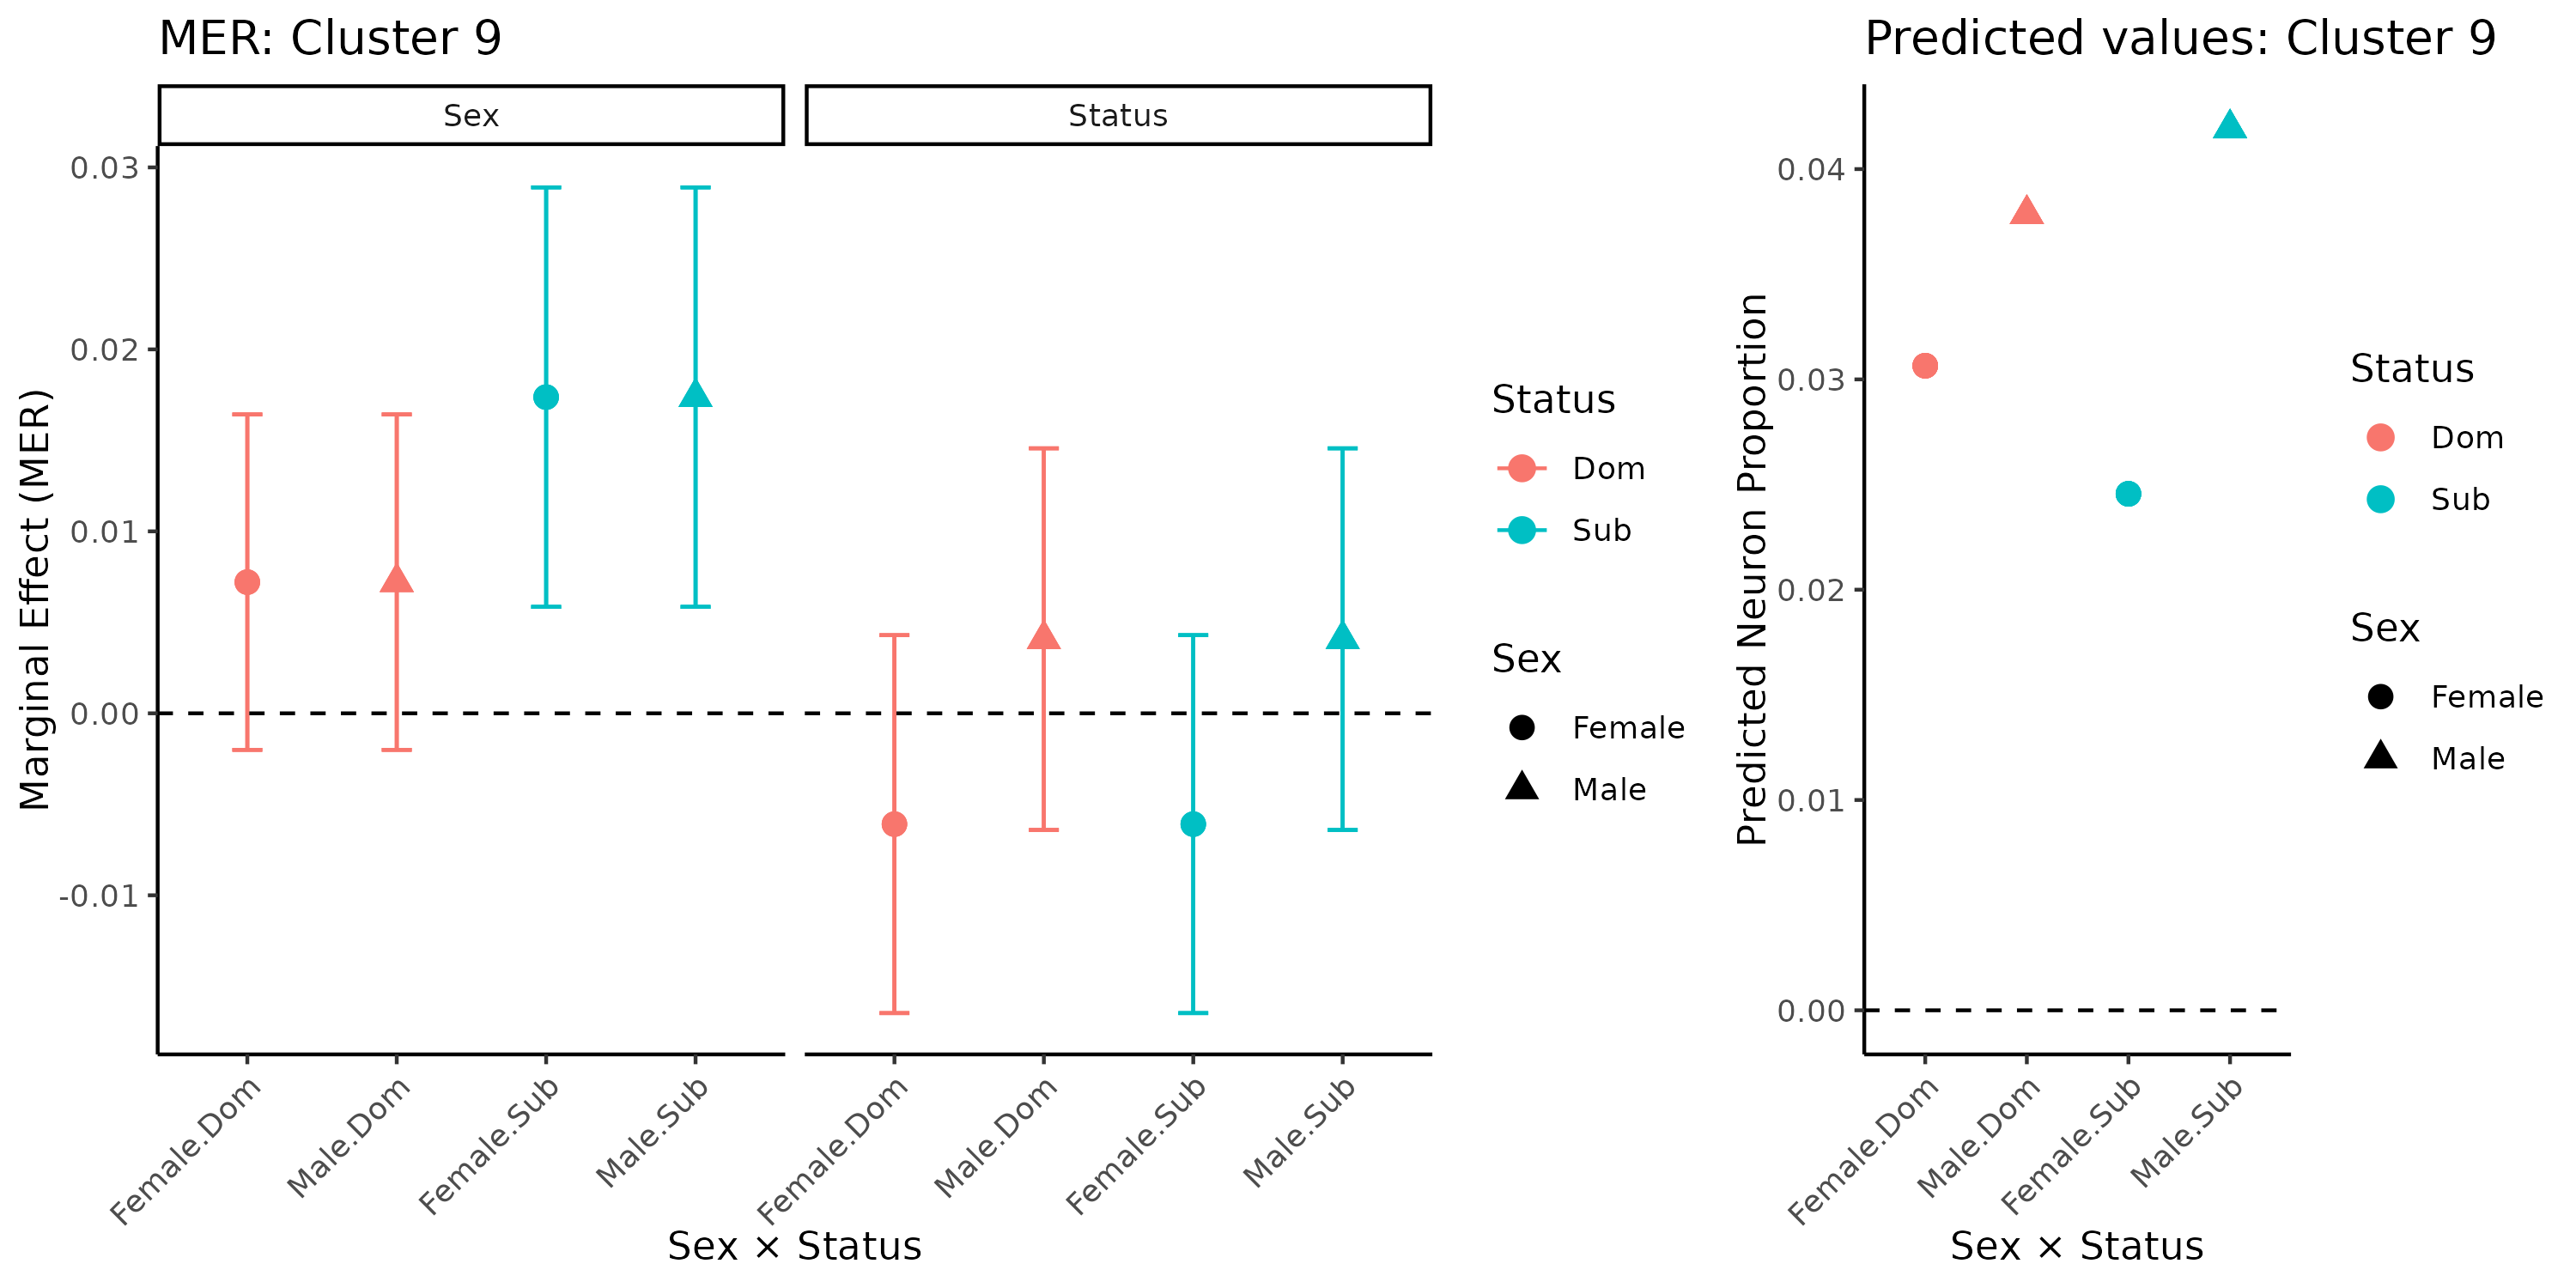 MER: Cluster 9
Sex
Status
Marginal Effect (MER)
0.03
0.02
0.01
0.00
-0.01
Female.Dom
Male.Dom
Female.Sub
Male.Sub
Female.Dom
Male.Dom
Female.Sub
Male.Sub
Sex × Status
Status
Dom
Sub
Sex
Female
Male
Predicted values: Cluster 9
Predicted Neuron Proportion
0.04
0.03
0.02
0.01
0.00
Female.Dom
Male.Dom
Female.Sub
Male.Sub
Sex × Status
Status
Dom
Sub
Sex
Female
Male